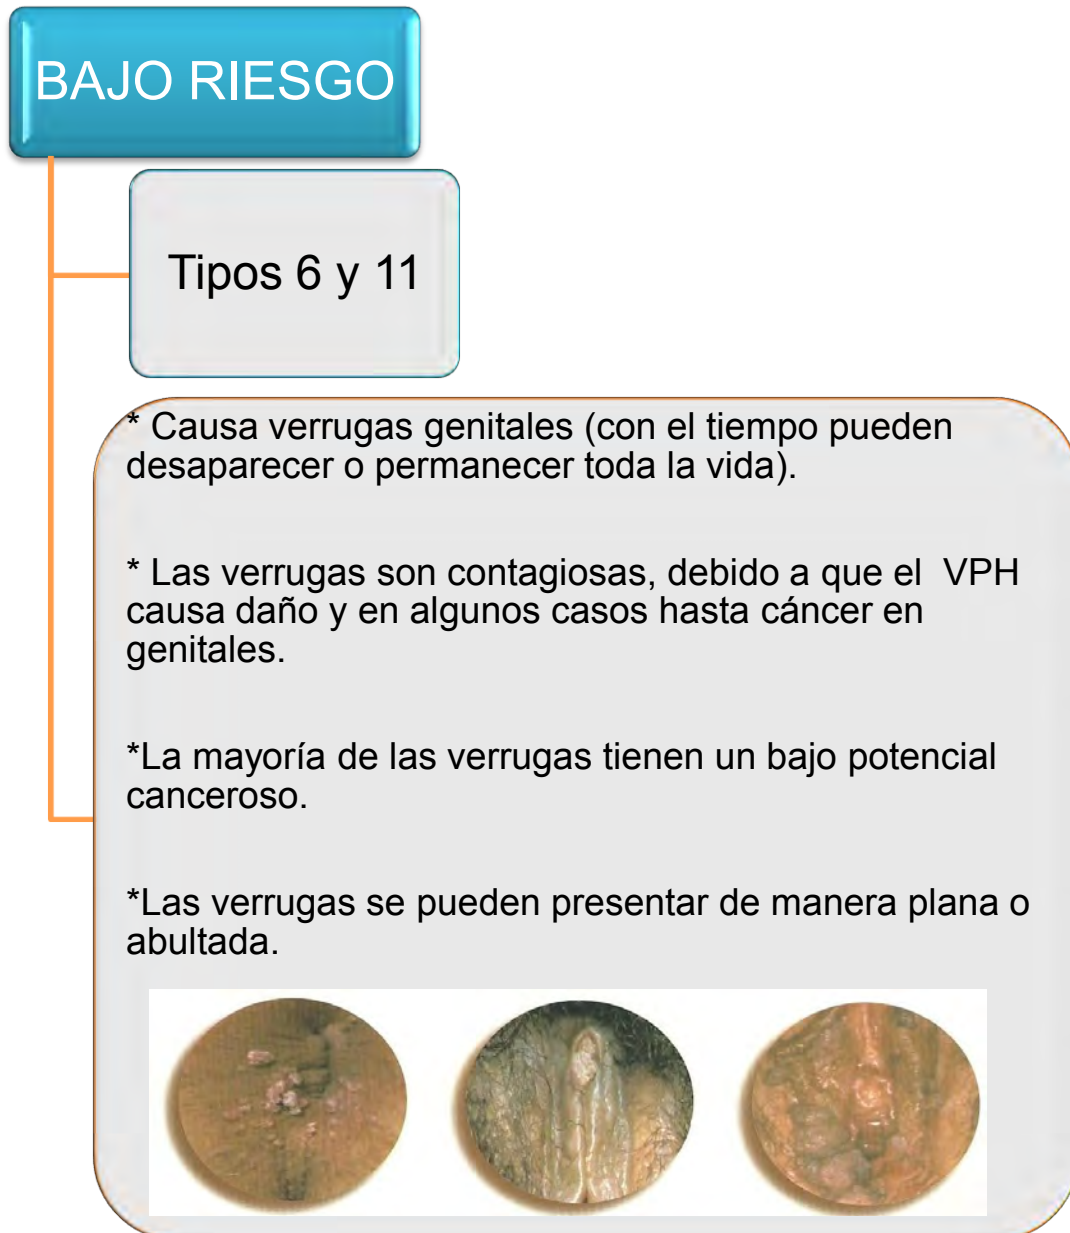 BAJO RIESGO
Tipos 6 y 11
* Causa verrugas genitales (con el tiempo pueden
desaparecer o permanecer toda la vida).
* Las verrugas son contagiosas, debido a que el  VPH
causa daño y en algunos casos hasta cáncer en
genitales.
*La mayoría de las verrugas tienen un bajo potencial
canceroso.
*Las verrugas se pueden presentar de manera plana o
abultada.